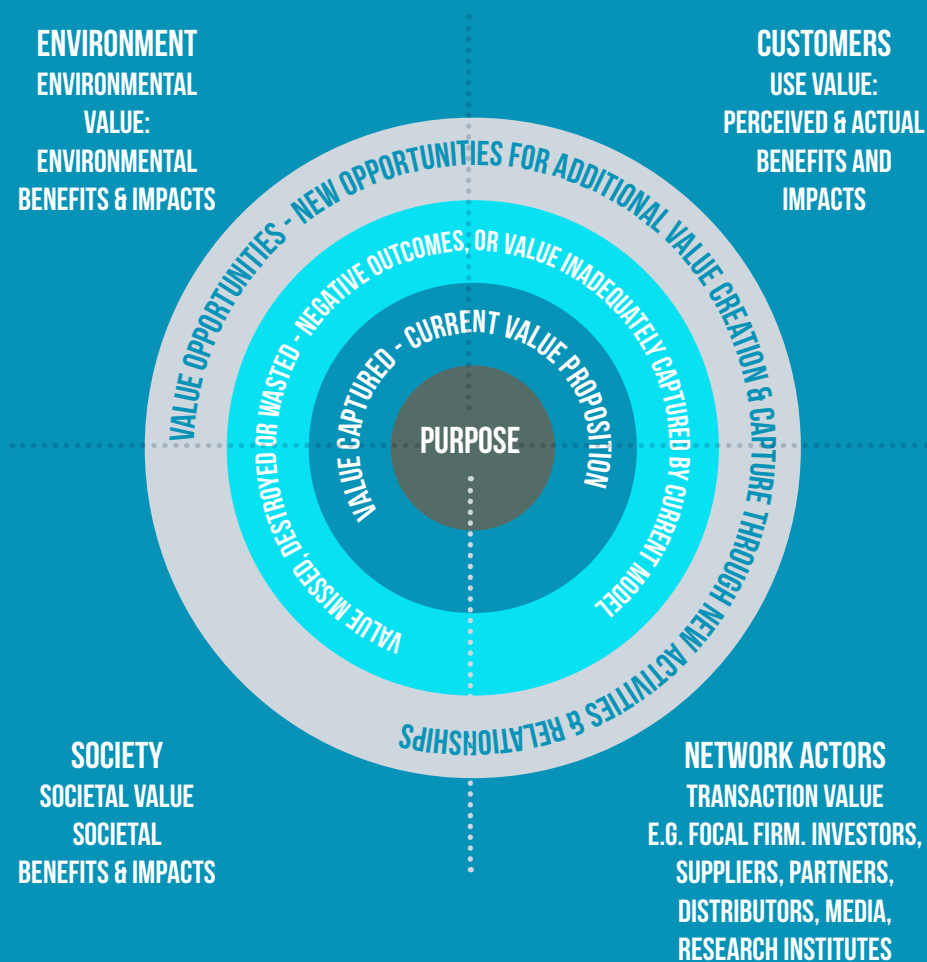 ENVIRONMENT
ENVIRONMENTAL
VALUE:
ENVIRONMENTAL
BENEFITS & IMPACTS
CUSTOMERS
USE VALUE:
PERCEIVED & ACTUAL
BENEFITS AND
IMPACTS
VALUE OPPORTUNITIES - NEW OPPORTUNITIES FOR ADDITIONAL VALUE CREATION & CAPTURE THROUGH NEW ACTIVITIES & RELATIONSHIPS
VALUE MISSED, DESTROYED OR WASTED - NEGATIVE OUTCOMES, OR VALUE INADEQUATELY CAPTURED BY CURRENT MODEL
VALUE CAPTURED - CURRENT VALUE PROPOSITION
PURPOSE
SOCIETY
SOCIETAL VALUE
SOCIETAL
BENEFITS & IMPACTS
NETWORK ACTORS
TRANSACTION VALUE
E.G. FOCAL FIRM. INVESTORS,
SUPPLIERS, PARTNERS,
DISTRIBUTORS, MEDIA,
RESEARCH INSTITUTES